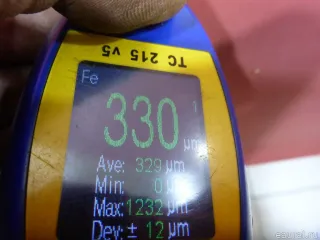 TC 215 v5
Fe
330 µm
Ave: 329 µm
Min: 0 µm
Max: 1232 µm
Dev: ± 12 µm